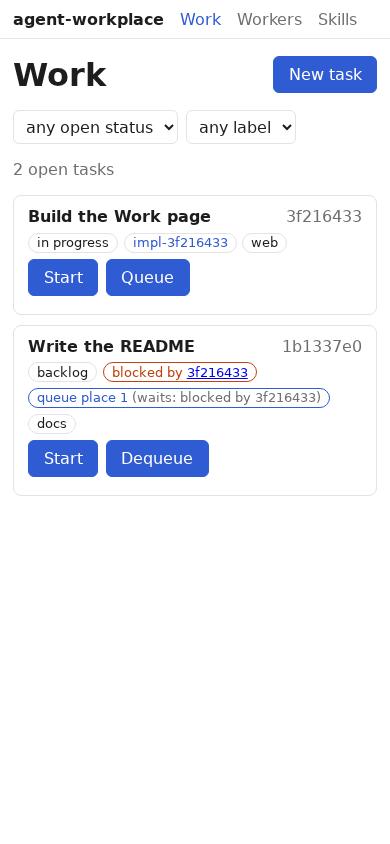 agent-workplace Work Workers Skills
Work New task
any open status any label
2 open tasks
Build the Work page 3f216433
in progress impl-3f216433 web
Start Queue
Write the README 1b1337e0
backlog blocked by 3f216433
queue place 1 (waits: blocked by 3f216433)
docs
Start Dequeue